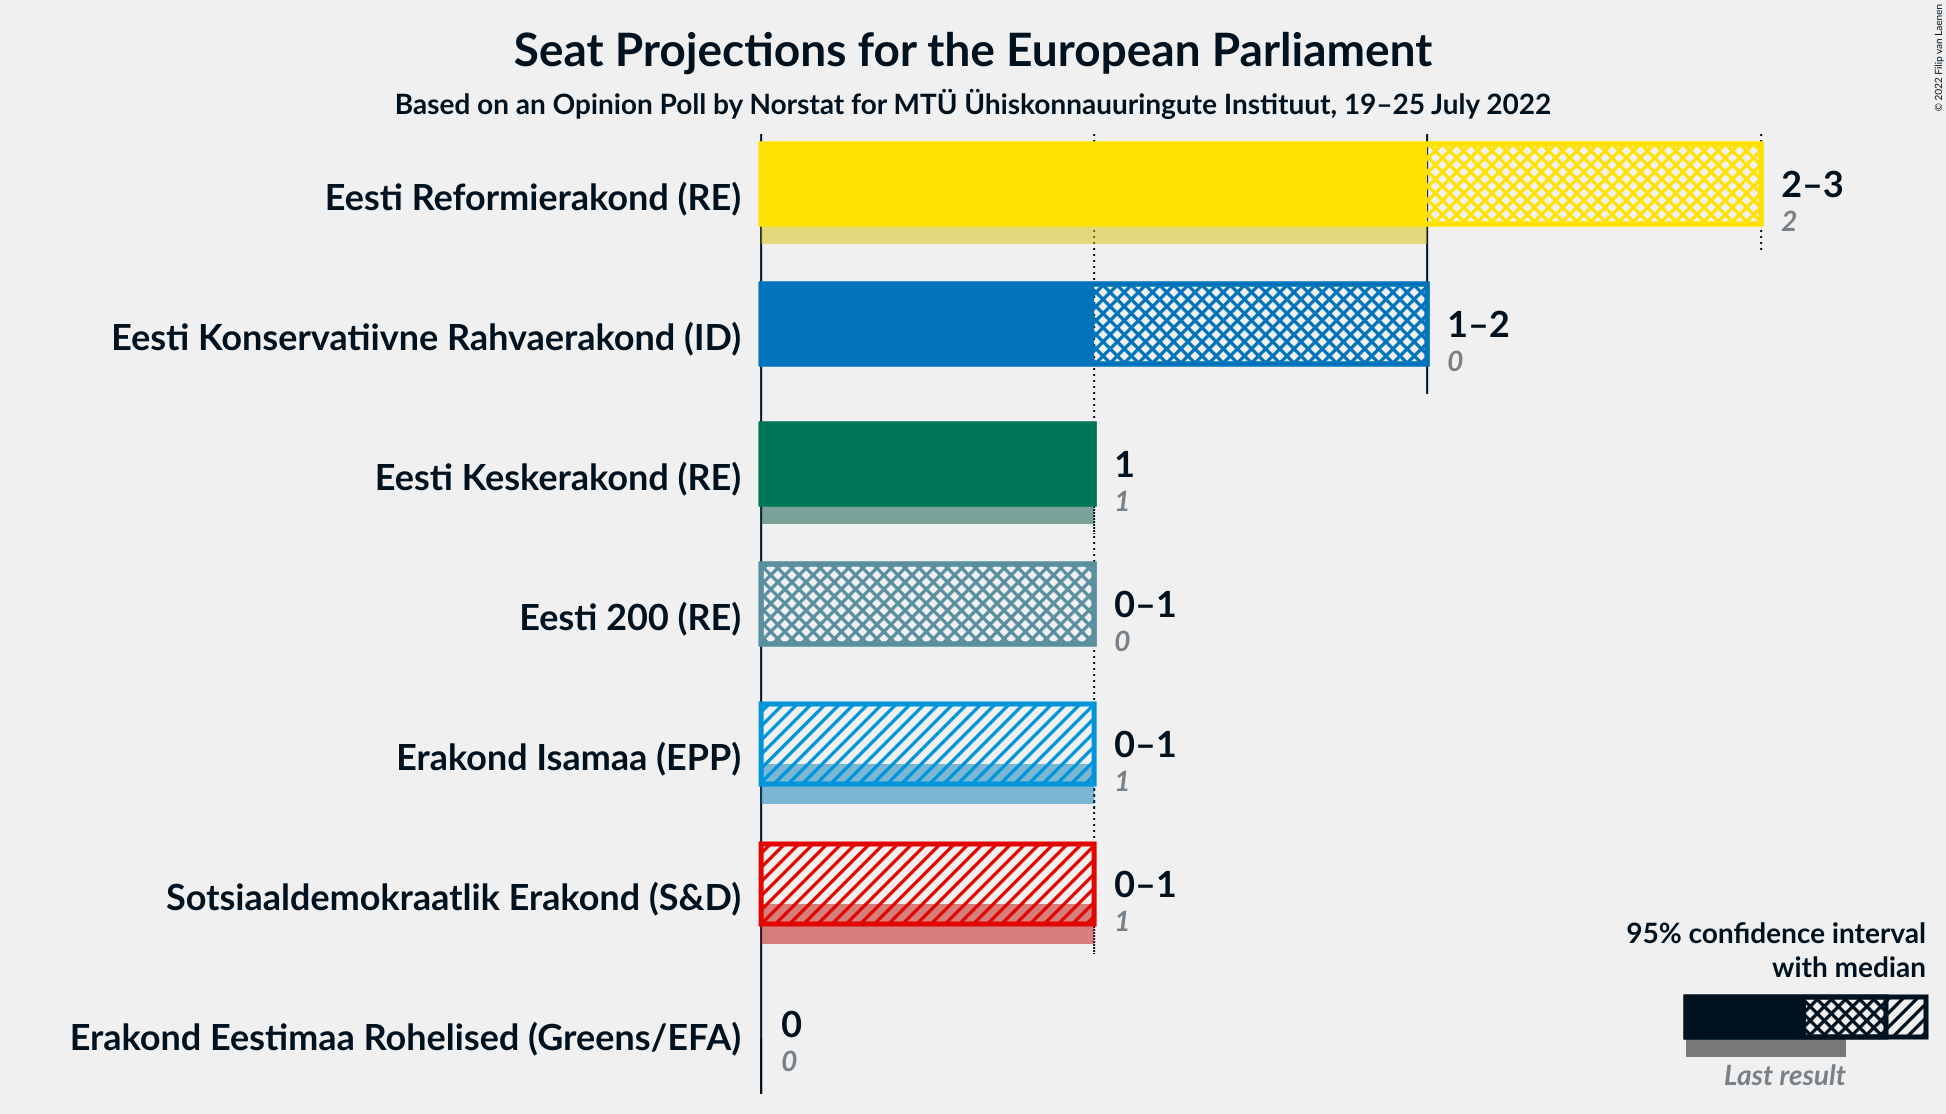 Seat Projections for the European Parliament
Based on an Opinion Poll by Norstat for MTÜ Ühiskonnauuringute Instituut, 19–25 July 2022
© 2022 Filip van Laenen
Eesti Reformierakond (RE)
2–3
2
Eesti Konservatiivne Rahvaerakond (ID)
1–2
0
Eesti Keskerakond (RE)
1
1
Eesti 200 (RE)
0–1
0
Erakond Isamaa (EPP)
0–1
1
Sotsiaaldemokraatlik Erakond (S&D)
0–1
1
Erakond Eestimaa Rohelised (Greens/EFA)
0
0
95% confidence interval
with median
Last result